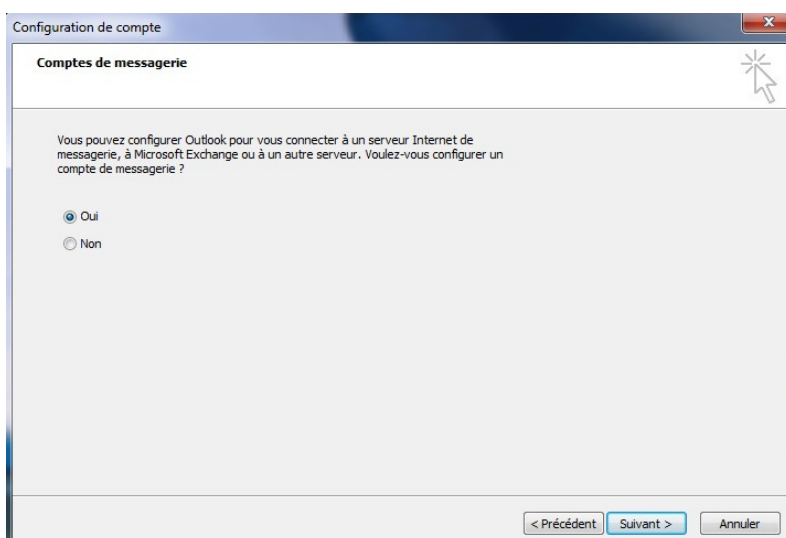 Configuration de compte
Comptes de messagerie
Vous pouvez configurer Outlook pour vous connecter à un serveur Internet de
messagerie, à Microsoft Exchange ou à un autre serveur. Voulez-vous configurer un
compte de messagerie ?
Oui
Non
< Précédent Suivant > Annuler